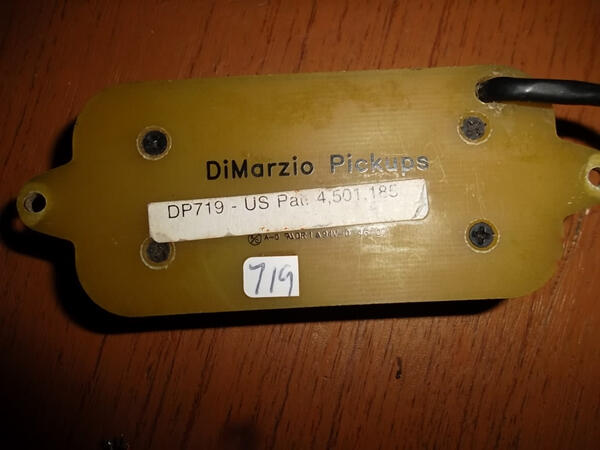 DiMarzio Pickups
DP719 - US Pat. 4,501,185
719